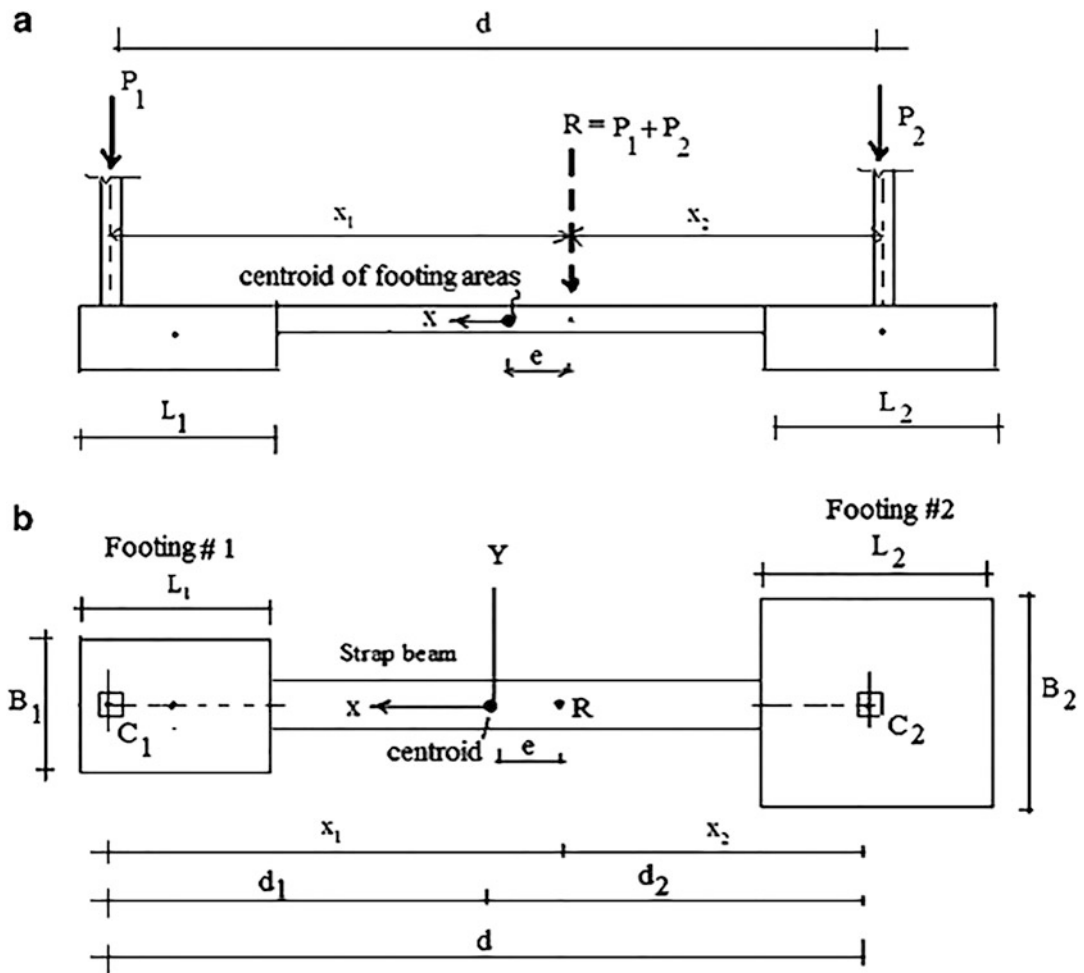 a
d
P₁
R = P₁ + P₂
P₂
x₁
x₂
centroid of footing areas
x
e
L₁
L₂
b
Footing # 1
Footing #2
L₁
Y
L₂
Strap beam
B₁
x
R
B₂
C₁
C₂
centroid
e
x₁
x₂
d₁
d₂
d